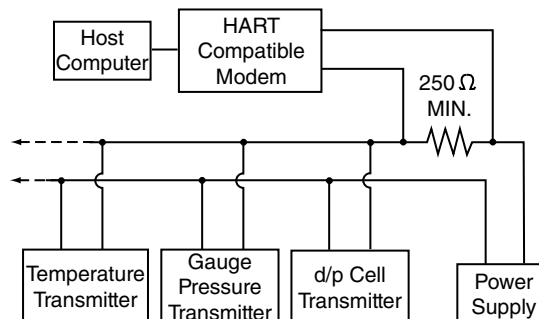 Host
Computer
HART
Compatible
Modem
250 Ω
MIN.
Temperature
Transmitter
Gauge
Pressure
Transmitter
d/p Cell
Transmitter
Power
Supply